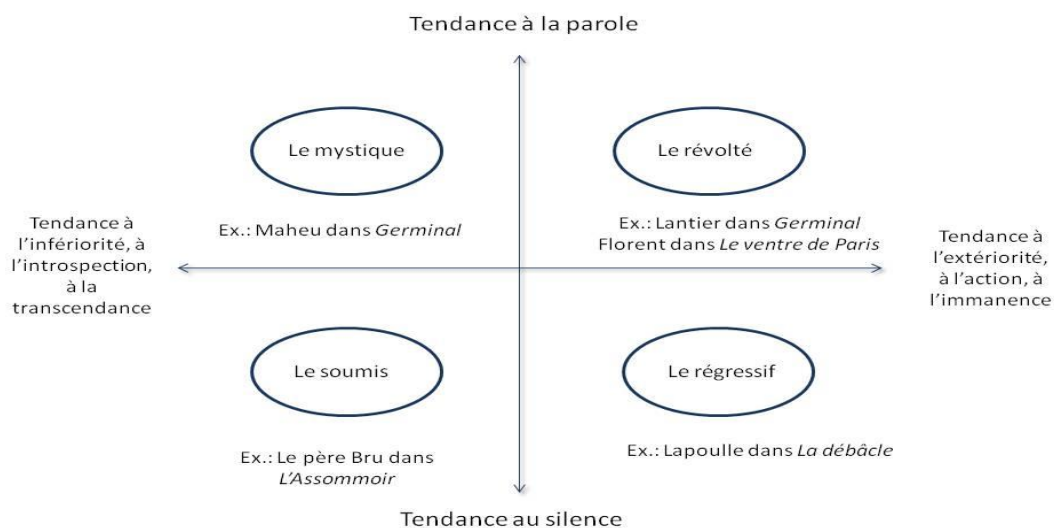 Tendance à la parole
Le mystique
Le révolté
Ex.: Maheu dans Germinal
Ex.: Lantier dans Germinal
Florent dans Le ventre de Paris
Tendance à
l'infériorité, à
l'introspection,
à la
transcendance
Tendance à
l'extériorité,
à l'action, à
l'immanence
Le soumis
Le régressif
Ex.: Le père Bru dans
L'Assommoir
Ex.: Lapoulle dans La débâcle
Tendance au silence